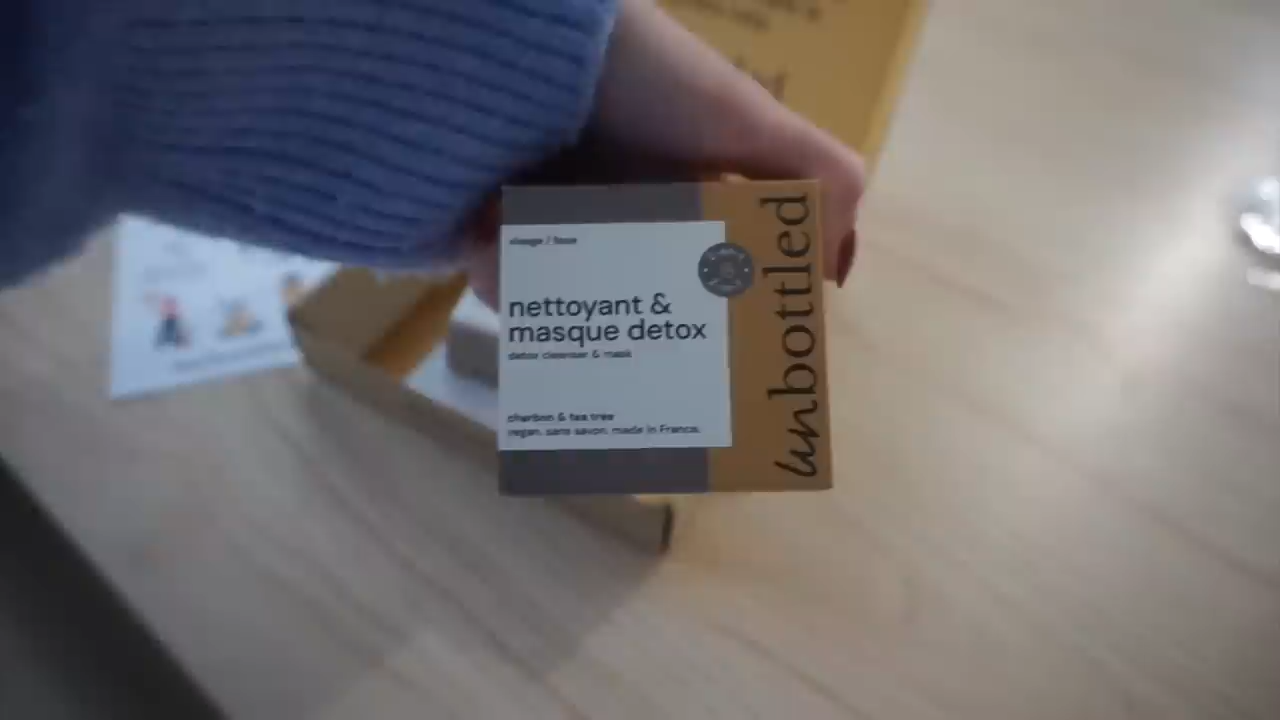 visage / face
nettoyant &
masque detox
detox cleanser & mask
charbon & tea tree
vegan, sans savon, made in France.
unbottled